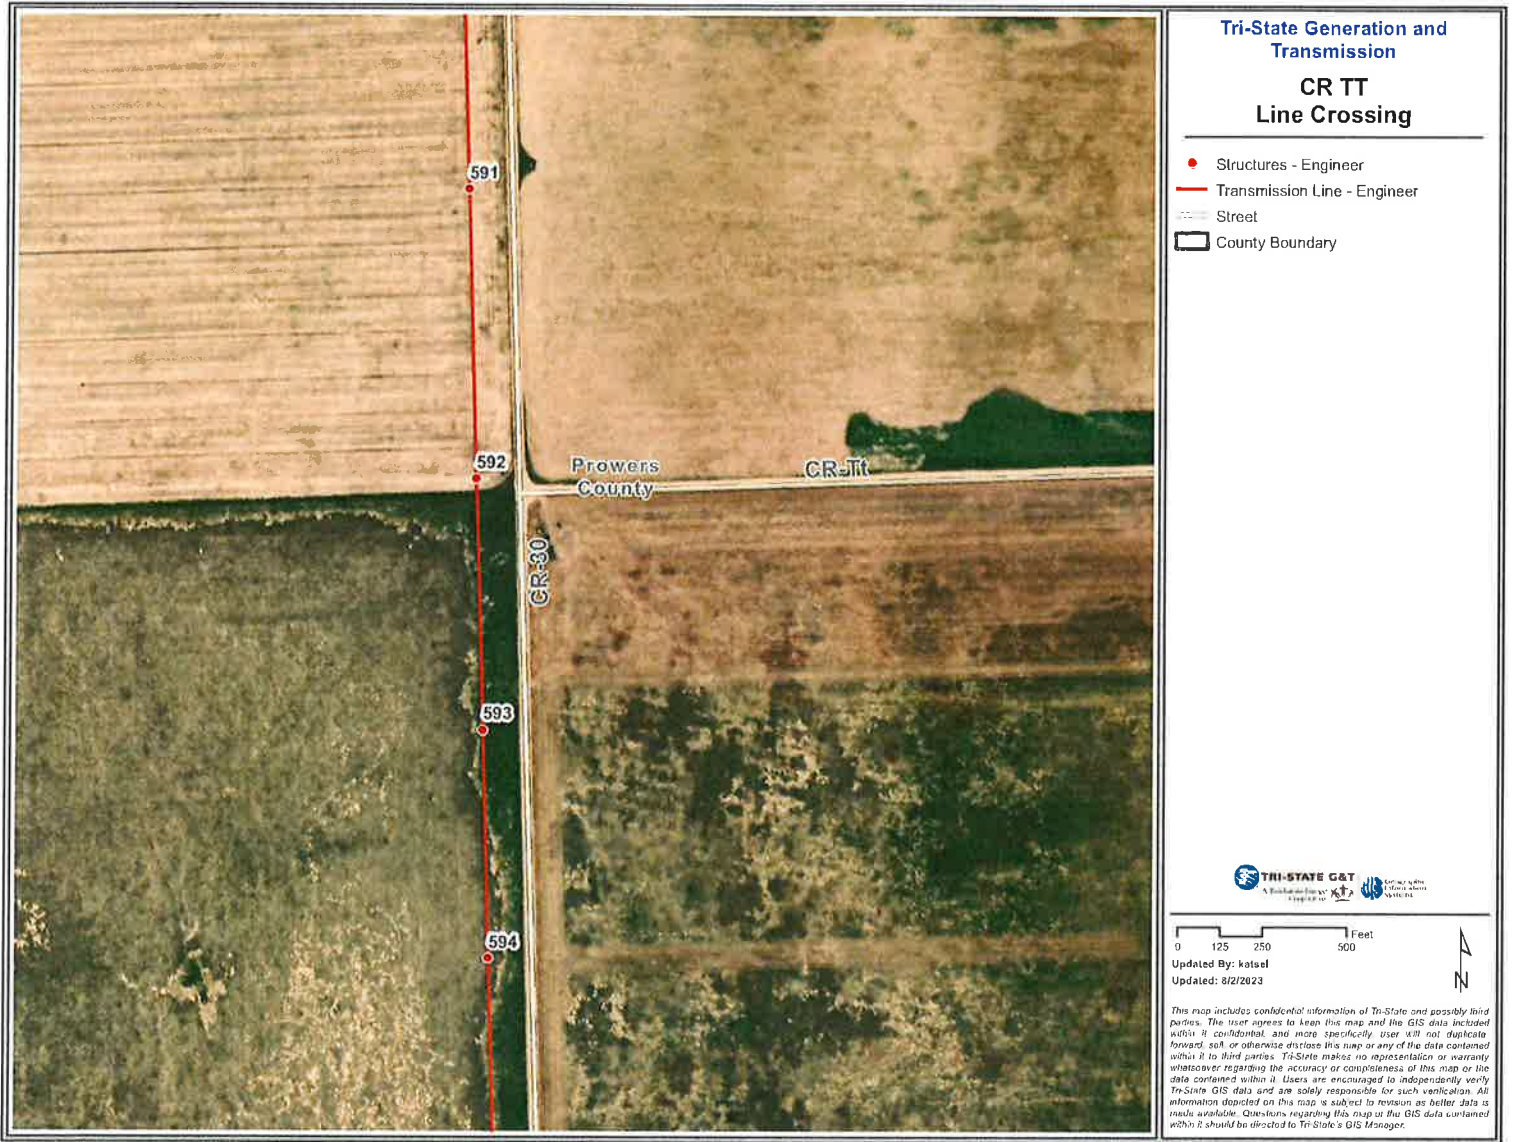 Tri-State Generation and
Transmission
CR TT
Line Crossing
Structures - Engineer
Transmission Line - Engineer
Street
County Boundary
591
592
Prowers
County
CR-Tt
CR-30
593
594
TRI-STATE G&T
Feet
0 125 250 500
Updated By: katsel
Updated: 8/2/2023
N
This map includes confidential information of Tri-State and possibly third
parties. The user agrees to keep this map and the GIS data included
within it confidential, and more specifically, user will not duplicate,
forward, sell, or otherwise disclose this map or any of the data contained
within it to third parties. Tri-State makes no representation or warranty
whatsoever regarding the accuracy or completeness of this map or the
data contained within it. Users are encouraged to independently verify
Tri-State GIS data and are solely responsible for such verification. All
information depicted on this map is subject to revision as better data is
made available. Questions regarding this map or the GIS data contained
within it should be directed to Tri-State's GIS Manager.